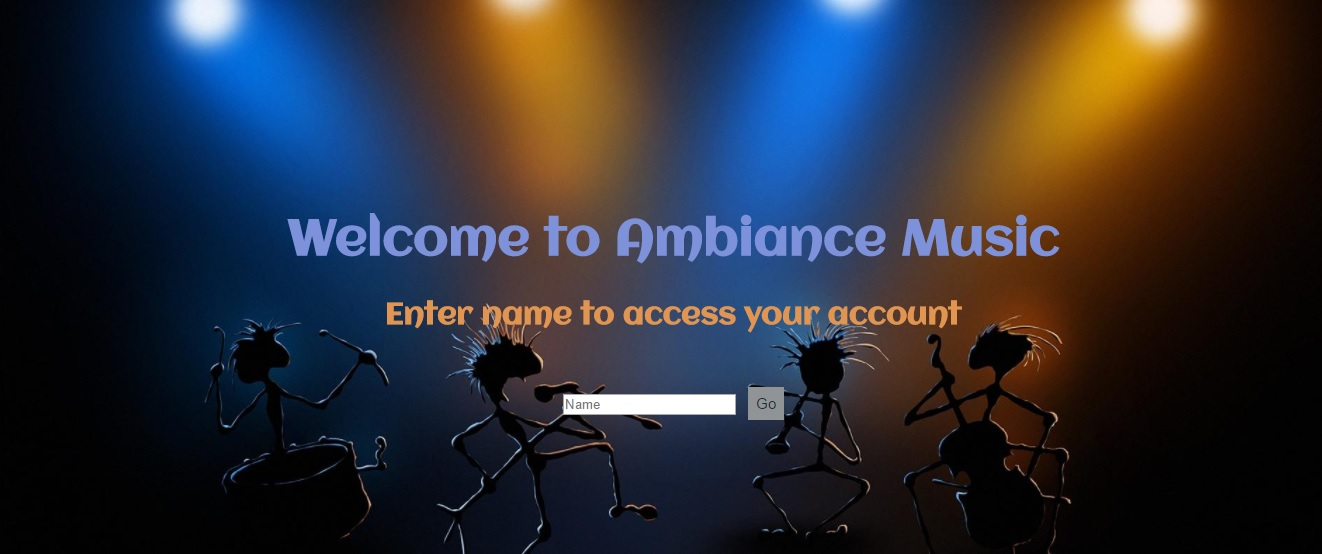 Welcome to Ambiance Music
Enter name to access your account
Name
Go